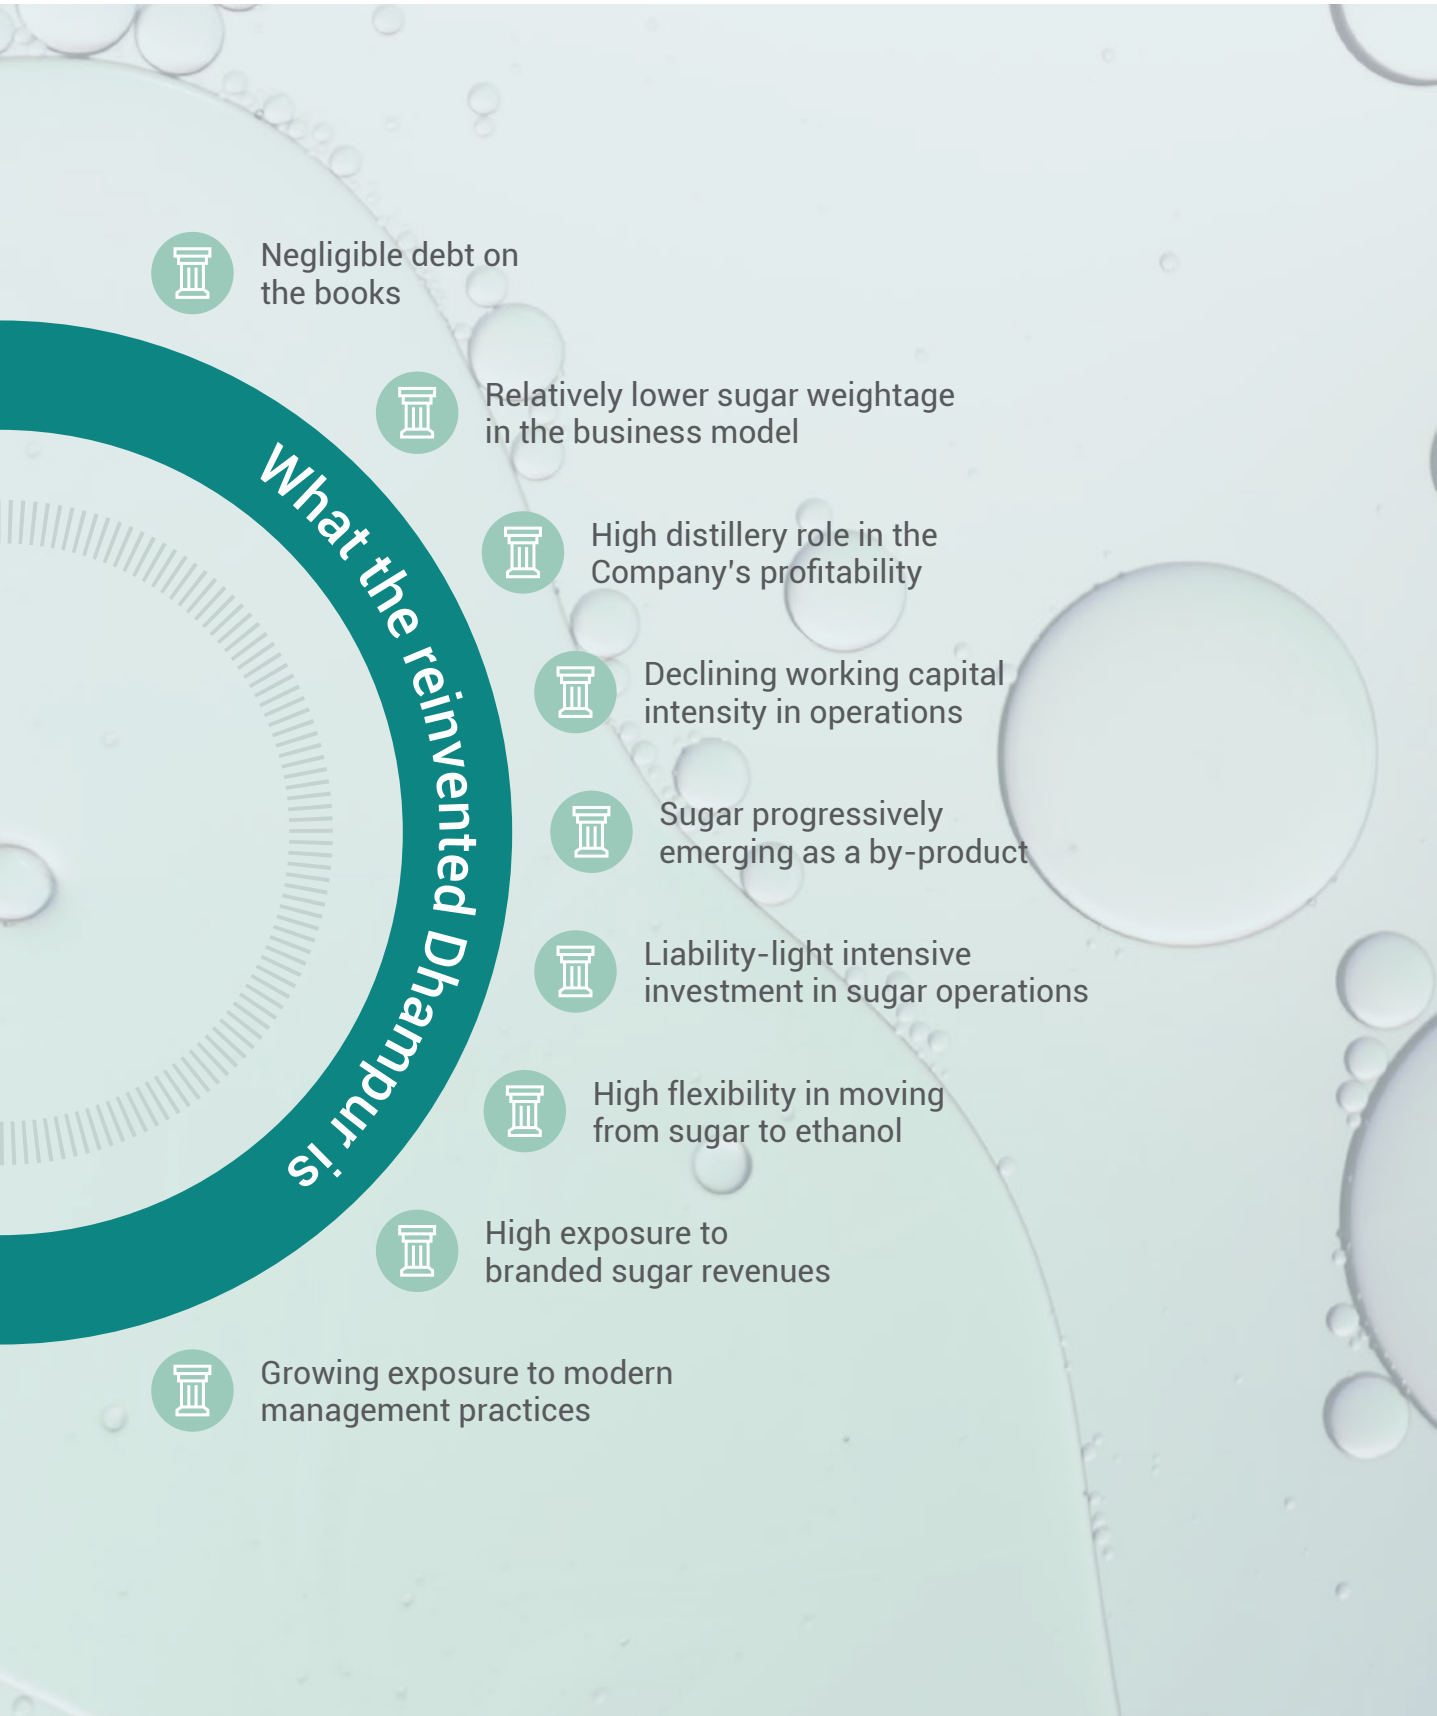 What the reinvented Dhampur is
Negligible debt on
the books
Relatively lower sugar weightage
in the business model
High distillery role in the
Company's profitability
Declining working capital
intensity in operations
Sugar progressively
emerging as a by-product
Liability-light intensive
investment in sugar operations
High flexibility in moving
from sugar to ethanol
High exposure to
branded sugar revenues
Growing exposure to modern
management practices